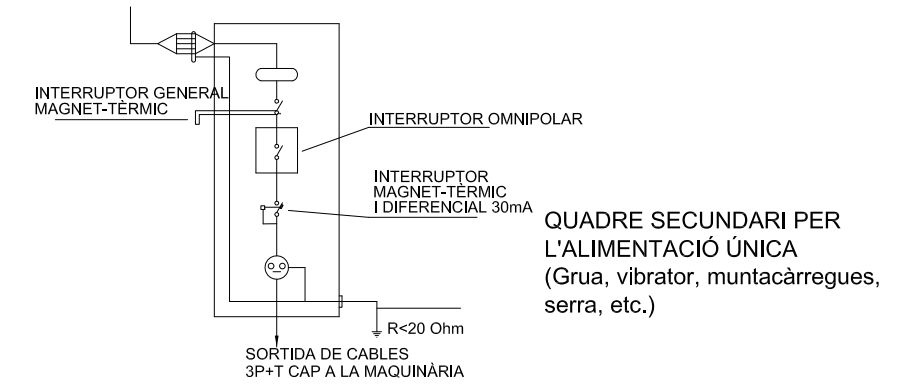 INTERRUPTOR GENERAL
MAGNET-TÈRMIC
INTERRUPTOR OMNIPOLAR
INTERRUPTOR
MAGNET-TÈRMIC
I DIFERENCIAL 30mA
QUADRE SECUNDARI PER
L'ALIMENTACIÓ ÚNICA
(Grua, vibrator, muntacàrregues,
serra, etc.)
R<20 Ohm
SORTIDA DE CABLES
3P+T CAP A LA MAQUINÀRIA